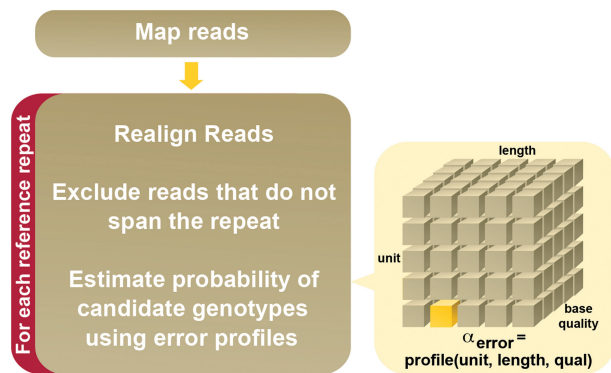 Map reads
For each reference repeat
Realign Reads
Exclude reads that do not
span the repeat
Estimate probability of
candidate genotypes
using error profiles
length
unit
base
quality
α error =
profile(unit, length, qual)